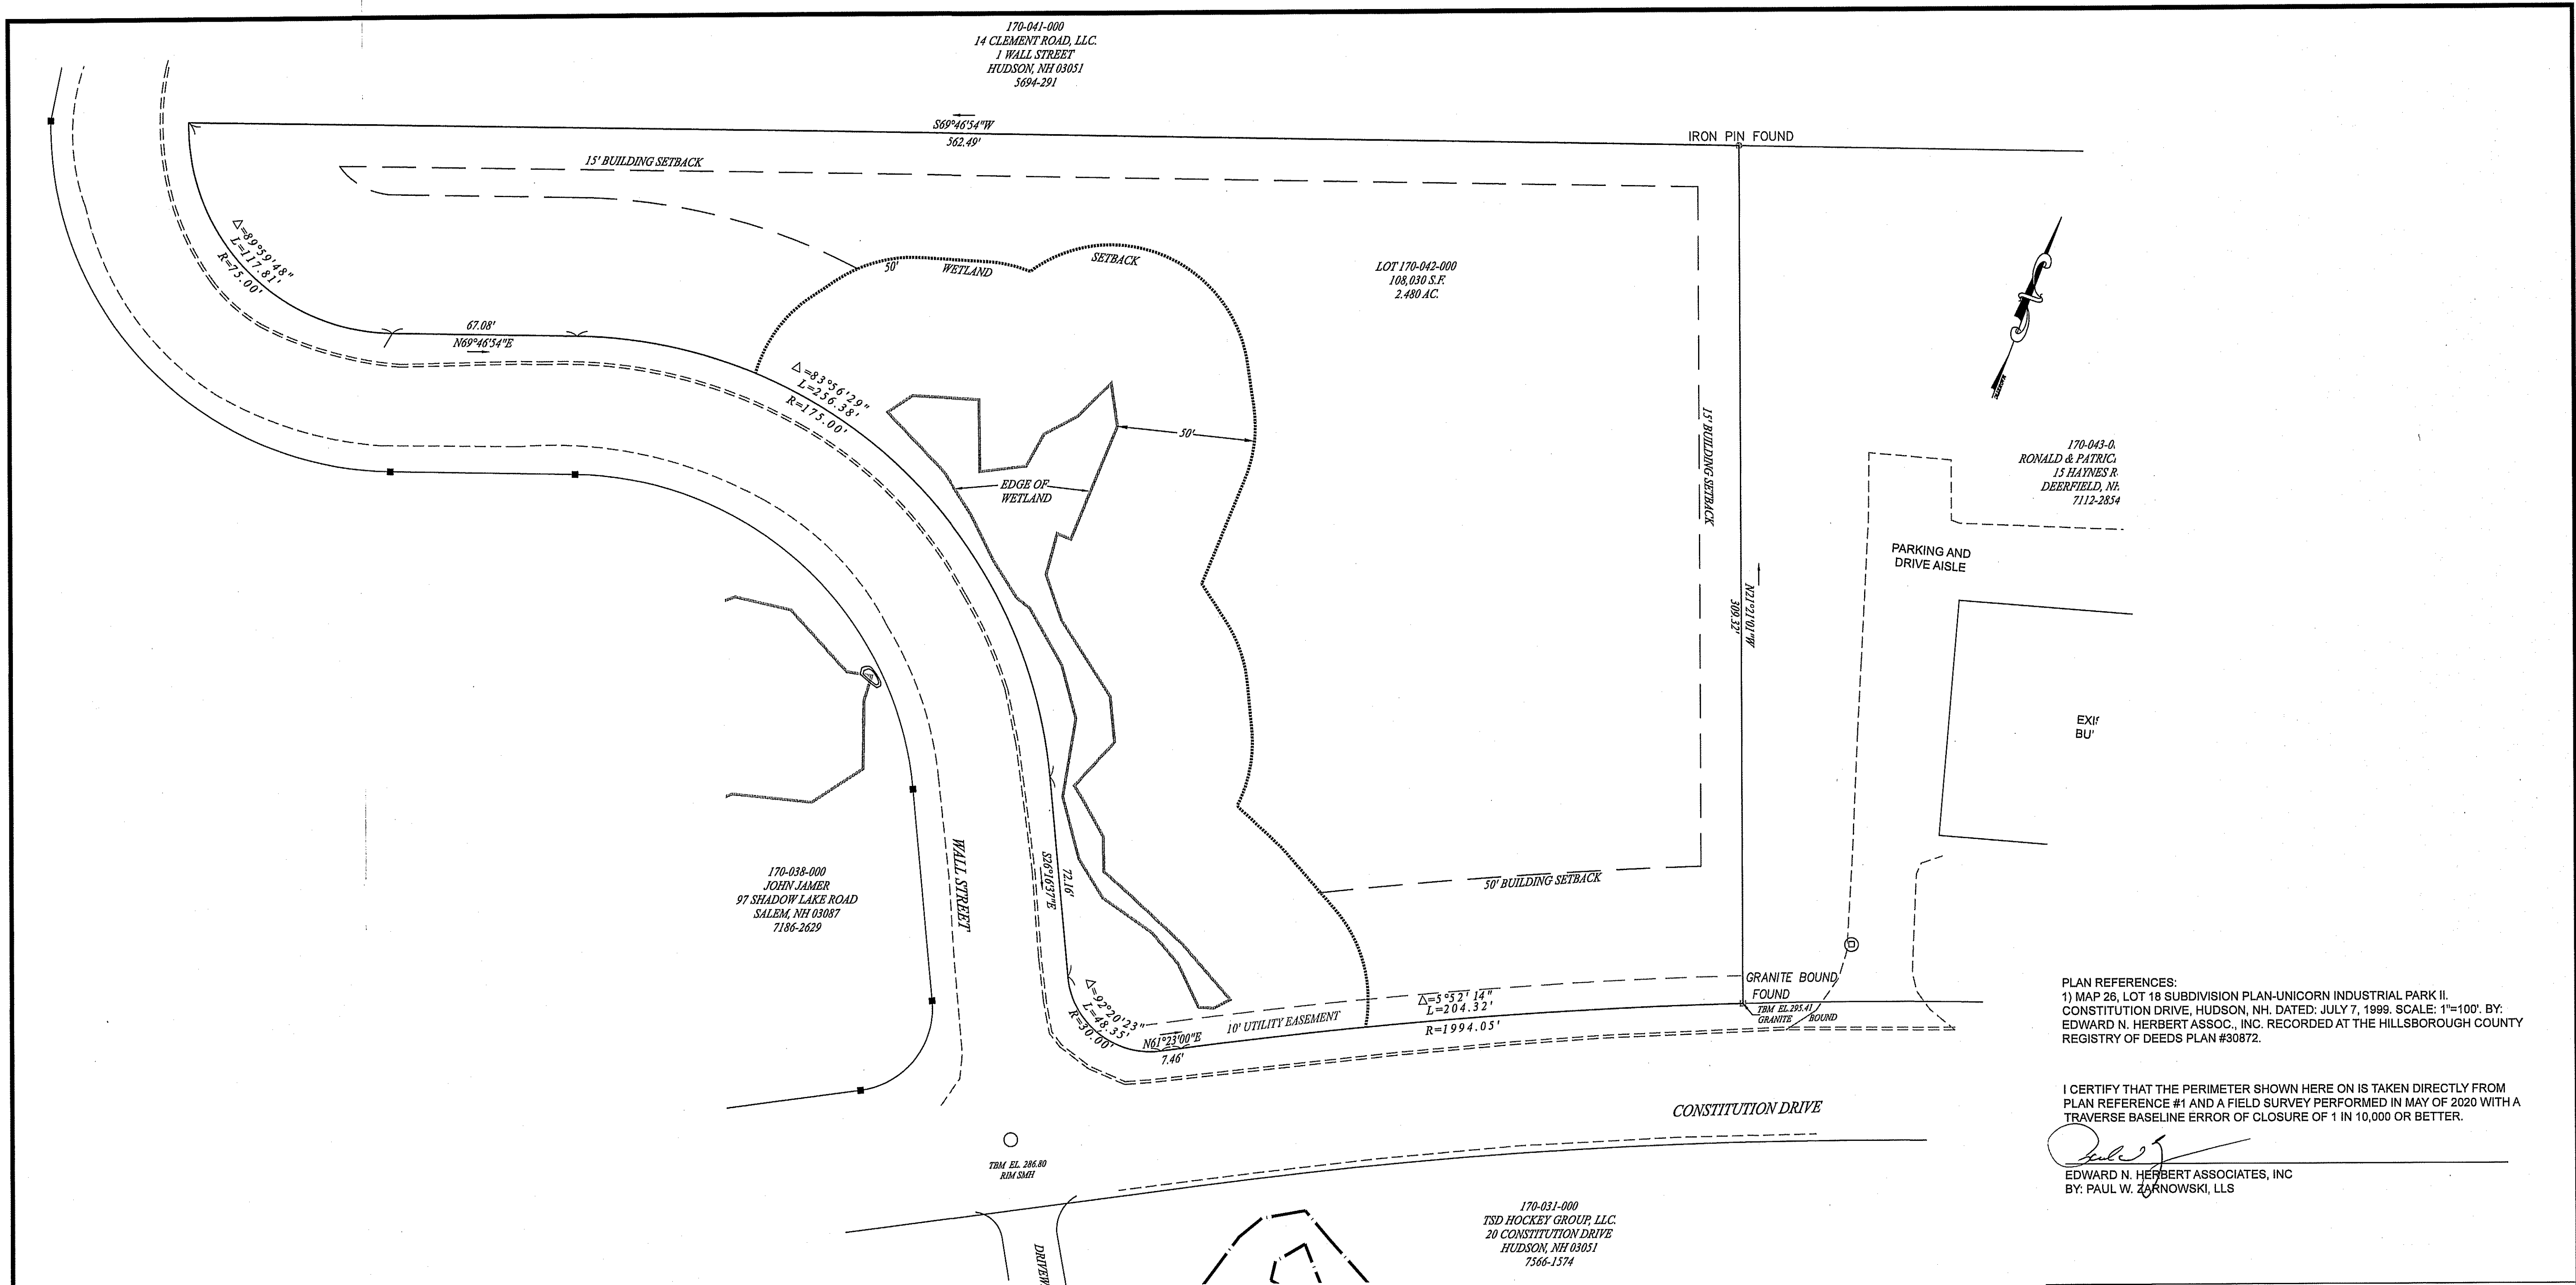 170-041-000
14 CLEMENT ROAD, LLC.
1 WALL STREET
HUDSON, NH 03051
5694-291
S69°46'54"W
562.49'
IRON PIN FOUND
15' BUILDING SETBACK
Δ=89°59'48"
L=117.81'
R=75.00'
67.08'
N69°46'54"E
50' WETLAND SETBACK
LOT 170-042-000
108,030 S.F.
2.480 AC.
Δ=83°56'29"
L=256.38'
R=175.00'
50'
EDGE OF
WETLAND
15' BUILDING SETBACK
170-043-0
RONALD & PATRIC
15 HAYNES R
DEERFIELD, NH
7112-2854
PARKING AND
DRIVE AISLE
N21°21'01"W
309.32'
EXI
BU
170-038-000
JOHN JAMER
97 SHADOW LAKE ROAD
SALEM, NH 03087
7186-2629
WALL STREET
S26°16'37"E
72.16'
50' BUILDING SETBACK
Δ=92°20'23"
L=48.35'
R=30.00'
N61°23'00"E
7.46'
10' UTILITY EASEMENT
Δ=5°52'14"
L=204.32'
R=1994.05'
GRANITE BOUND
FOUND
TBM EL.295.41
GRANITE BOUND
CONSTITUTION DRIVE
TBM EL. 286.80
RIM SMH
DRIVEW
170-031-000
TSD HOCKEY GROUP, LLC.
20 CONSTITUTION DRIVE
HUDSON, NH 03051
7566-1574
PLAN REFERENCES:
1) MAP 26, LOT 18 SUBDIVISION PLAN-UNICORN INDUSTRIAL PARK II.
CONSTITUTION DRIVE, HUDSON, NH. DATED: JULY 7, 1999. SCALE: 1"=100'. BY:
EDWARD N. HERBERT ASSOC., INC. RECORDED AT THE HILLSBOROUGH COUNTY
REGISTRY OF DEEDS PLAN #30872.
I CERTIFY THAT THE PERIMETER SHOWN HERE ON IS TAKEN DIRECTLY FROM
PLAN REFERENCE #1 AND A FIELD SURVEY PERFORMED IN MAY OF 2020 WITH A
TRAVERSE BASELINE ERROR OF CLOSURE OF 1 IN 10,000 OR BETTER.
EDWARD N. HERBERT ASSOCIATES, INC
BY: PAUL W. ZARNOWSKI, LLS